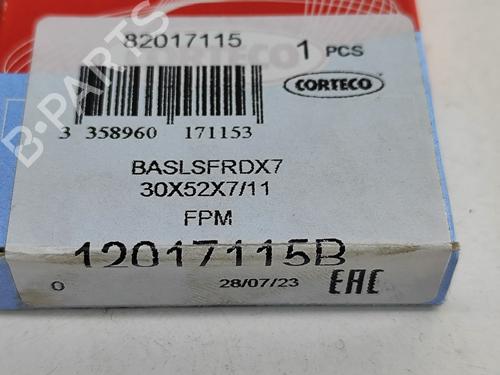 82017115
1 PCS
CORTECO
3 358960 171153
BASLSFRDX7
30X52X7/11
FPM
12017115B
0 28/07/23 EAC
B-PARTS